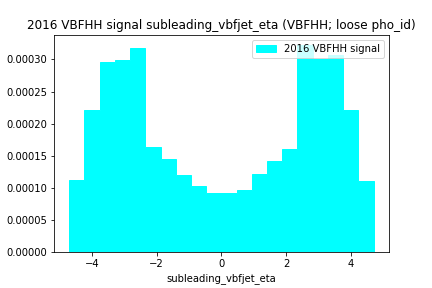 2016 VBFHH signal subleading_vbfjet_eta (VBFHH; loose pho_id)
2016 VBFHH signal
0.00030
0.00025
0.00020
0.00015
0.00010
0.00005
0.00000
−4 −2 0 2 4
subleading_vbfjet_eta